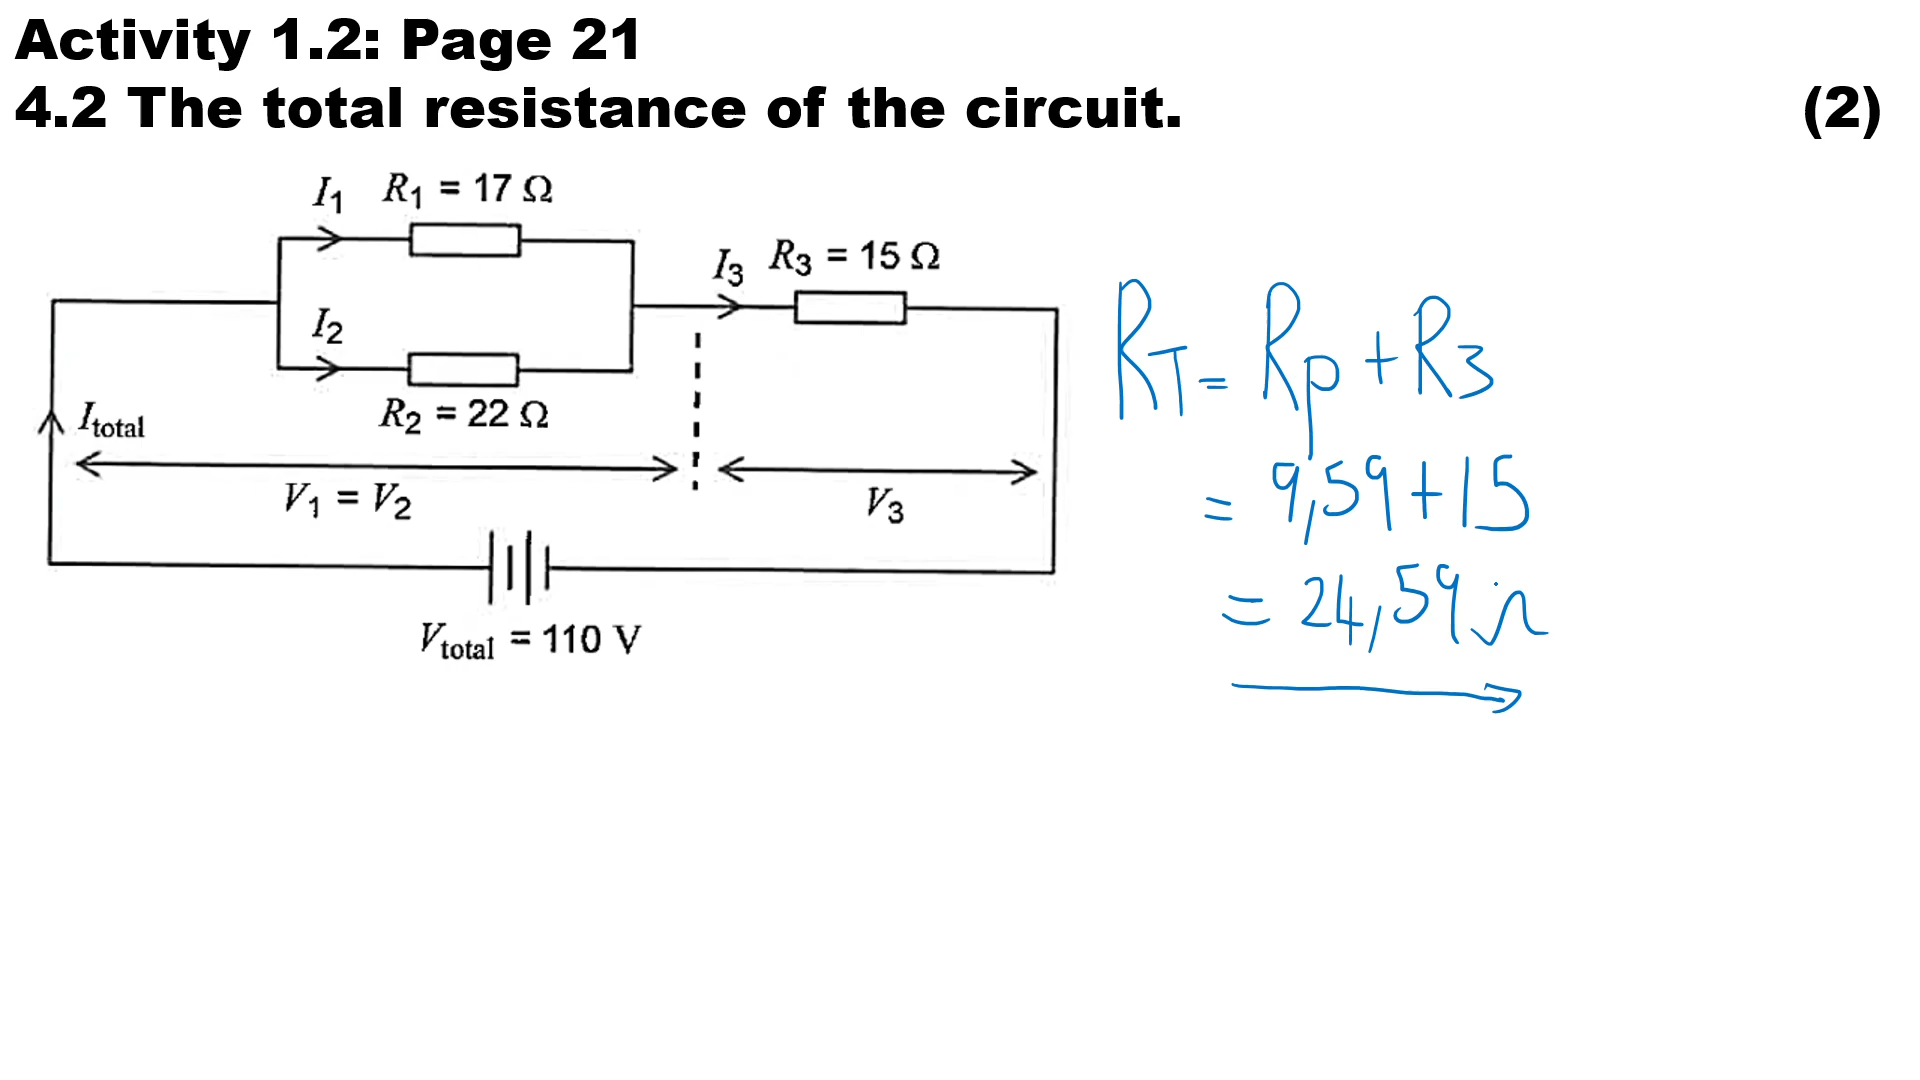 Activity 1.2: Page 21
4.2 The total resistance of the circuit. (2)
I1 R1 = 17 Ω
I3 R3 = 15 Ω
I2
R2 = 22 Ω
Itotal
V1 = V2
V3
Vtotal = 110 V
RT = Rp + R3
= 9,59 + 15
= 24,59 Ω